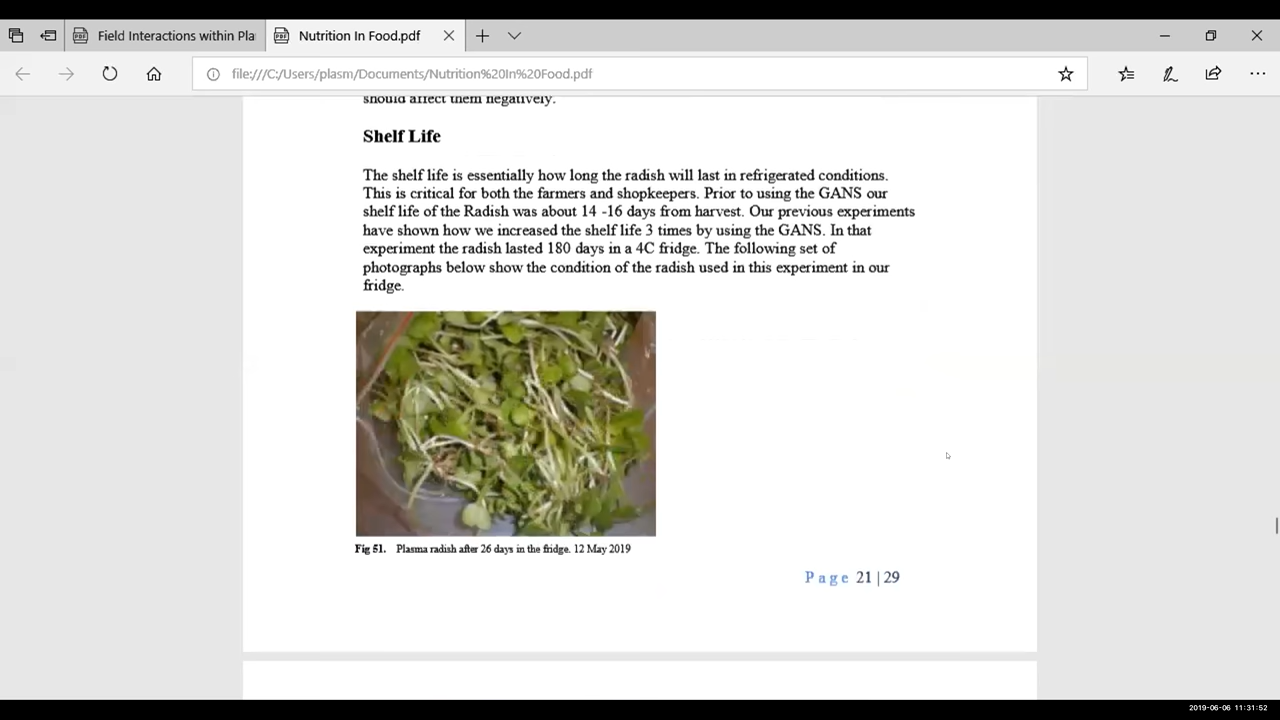 Field Interactions within Pla
Nutrition In Food.pdf
file:///C:/Users/plasm/Documents/Nutrition%20In%20Food.pdf
should affect them negatively.
Shelf Life
The shelf life is essentially how long the radish will last in refrigerated conditions.
This is critical for both the farmers and shopkeepers. Prior to using the GANS our
shelf life of the Radish was about 14 -16 days from harvest. Our previous experiments
have shown how we increased the shelf life 3 times by using the GANS. In that
experiment the radish lasted 180 days in a 4C fridge. The following set of
photographs below show the condition of the radish used in this experiment in our
fridge.
Fig 51. Plasma radish after 26 days in the fridge. 12 May 2019
Page 21 | 29
2019-06-06 11:31:52